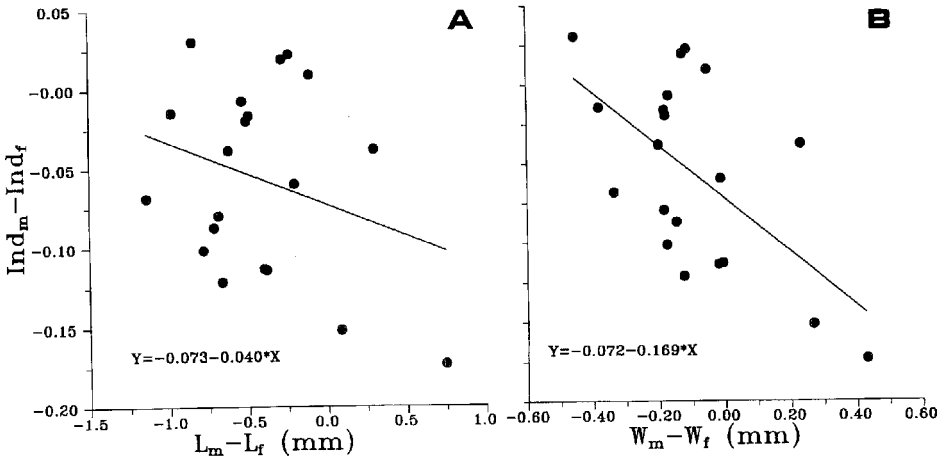 A
B
0.05
-0.00
-0.05
-0.10
-0.15
-0.20
Ind_m-Ind_f
Y=-0.073-0.040*X
Y=-0.072-0.169*X
-1.5 -1.0 -0.5 0.0 0.5 1.0
L_m-L_f (mm)
-0.60 -0.40 -0.20 0.00 0.20 0.40 0.60
W_m-W_f (mm)